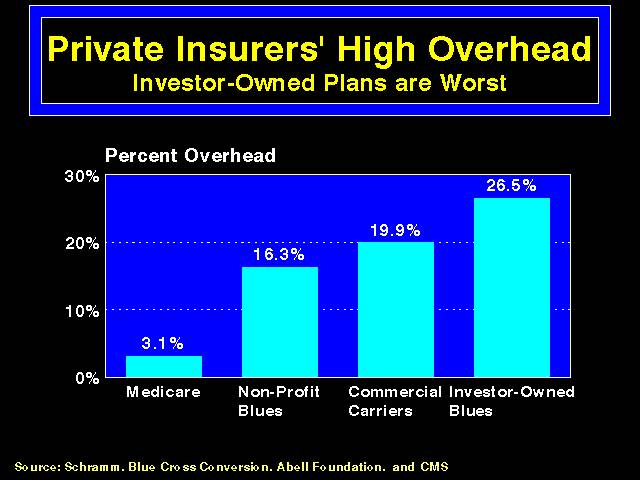 Private Insurers' High Overhead
Investor-Owned Plans are Worst
Percent Overhead
30%
26.5%
20%
19.9%
16.3%
10%
3.1%
0%
Medicare
Non-Profit
Blues
Commercial
Carriers
Investor-Owned
Blues
Source: Schramm. Blue Cross Conversion. Abell Foundation. and CMS